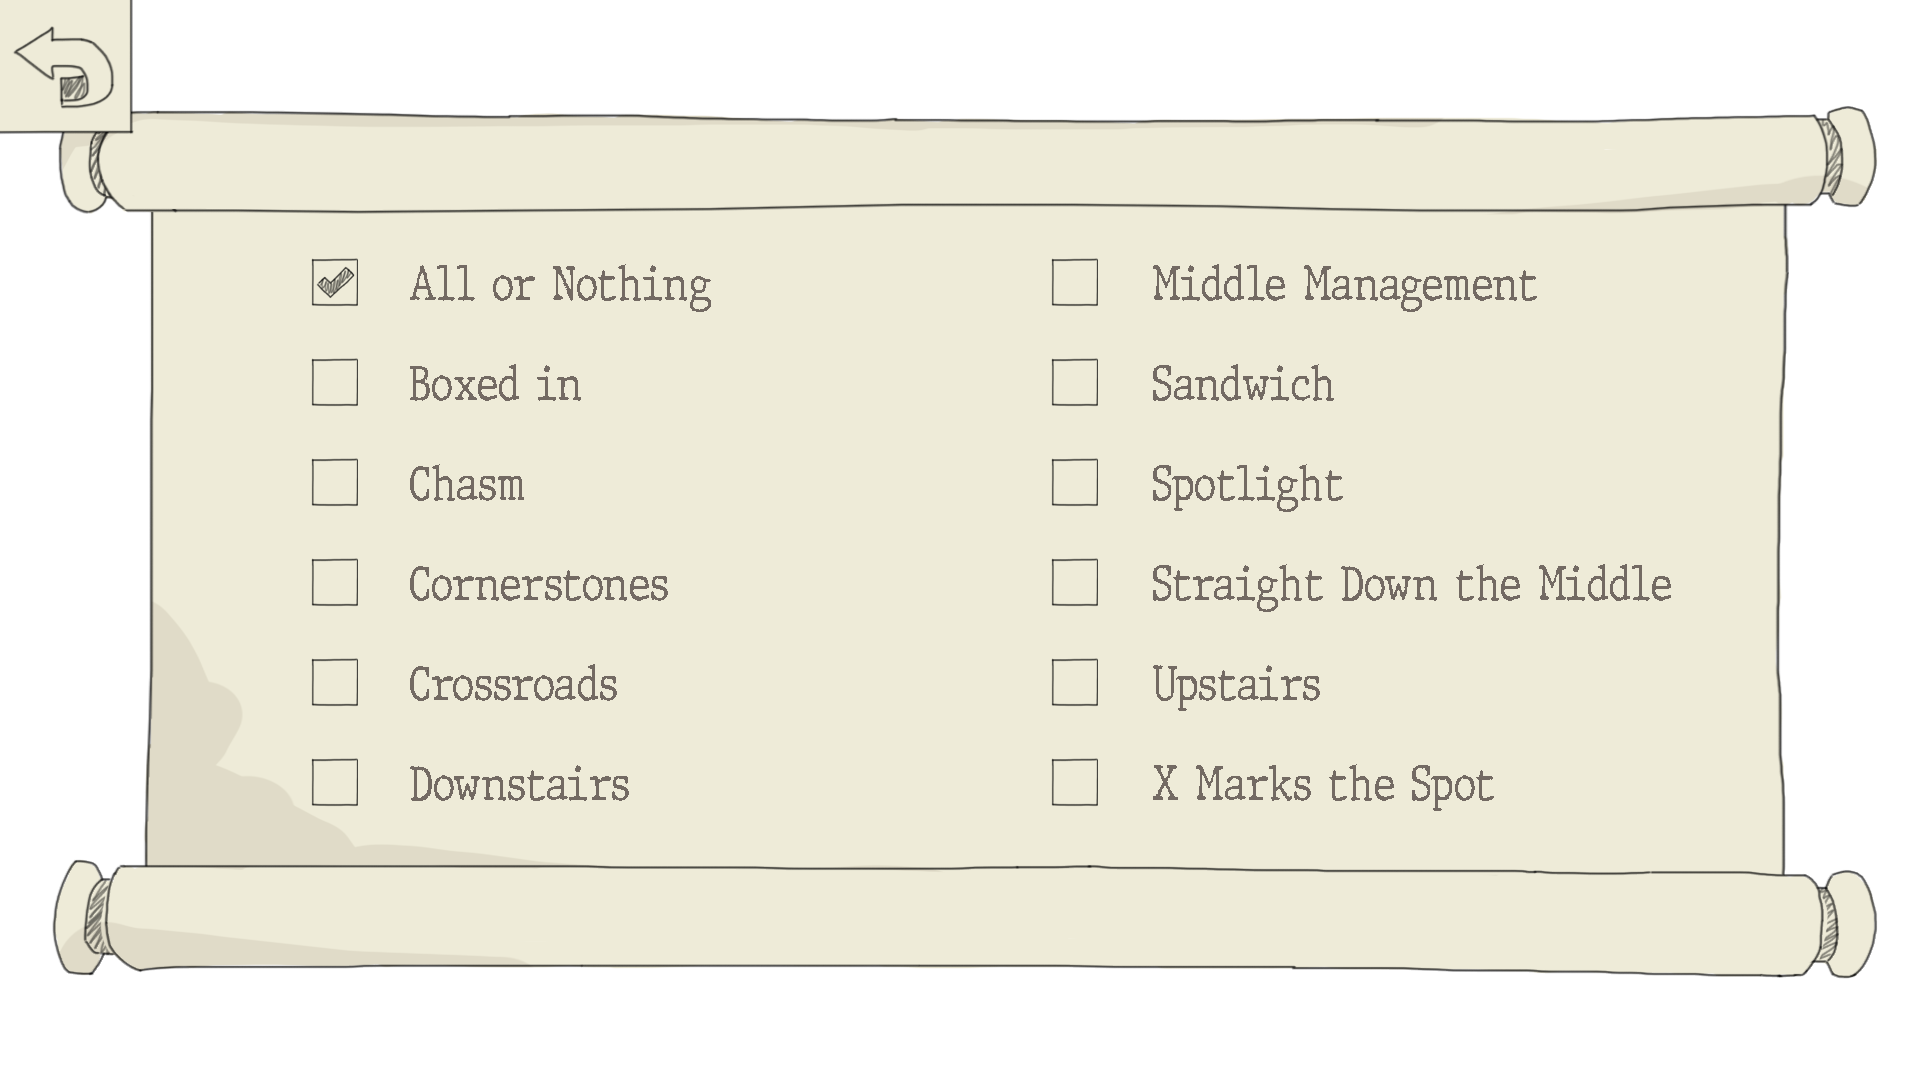 All or Nothing
Boxed in
Chasm
Cornerstones
Crossroads
Downstairs
Middle Management
Sandwich
Spotlight
Straight Down the Middle
Upstairs
X Marks the Spot